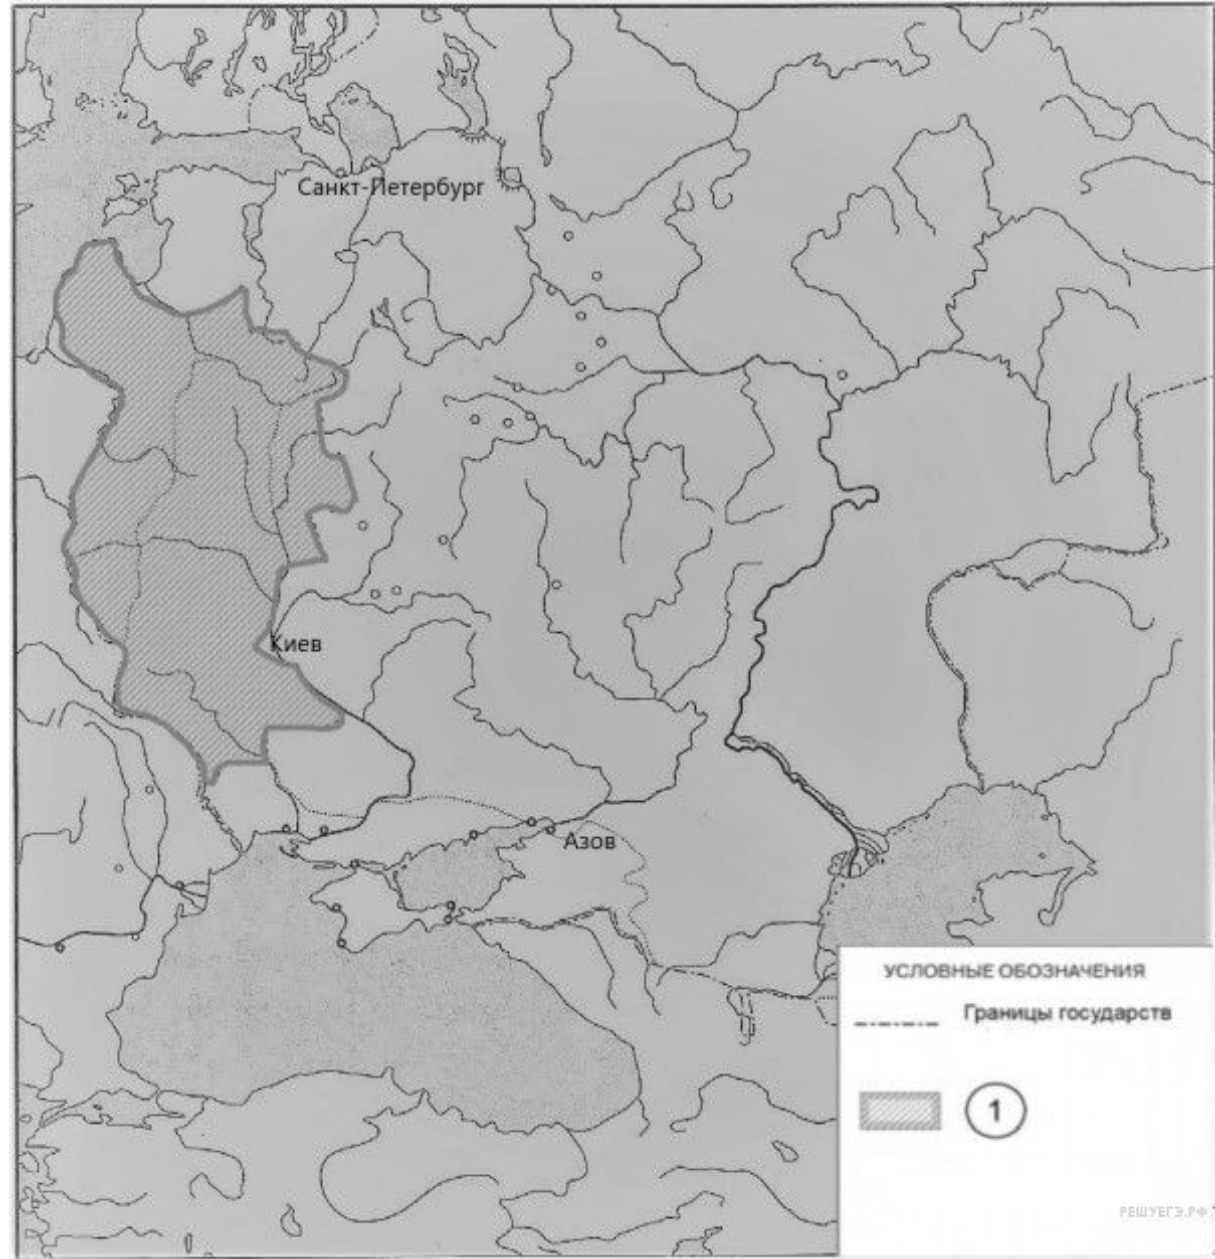 Санкт-Петербург
Киев
Азов
УСЛОВНЫЕ ОБОЗНАЧЕНИЯ
Границы государств
1
РЕШУЕГЭ.РФ